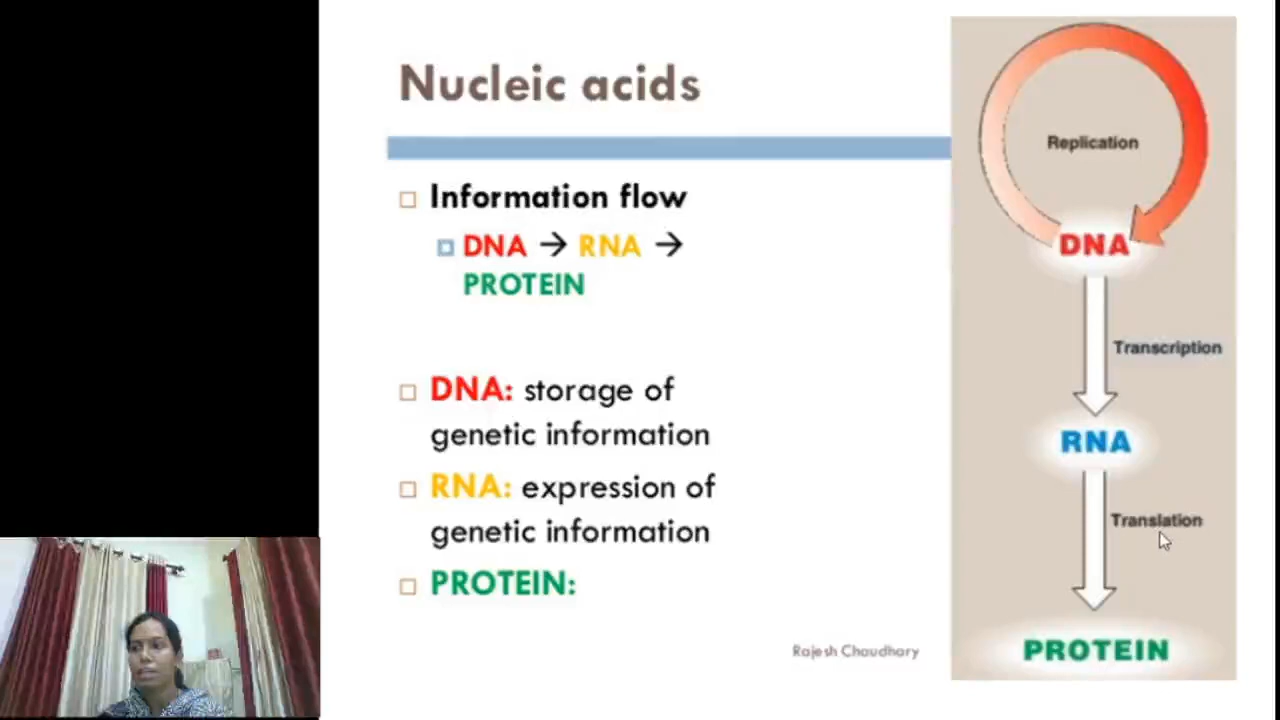 Nucleic acids
Information flow
DNA → RNA →
PROTEIN
DNA: storage of
genetic information
RNA: expression of
genetic information
PROTEIN:
Rajesh Chaudhary
Replication
DNA
Transcription
RNA
Translation
PROTEIN